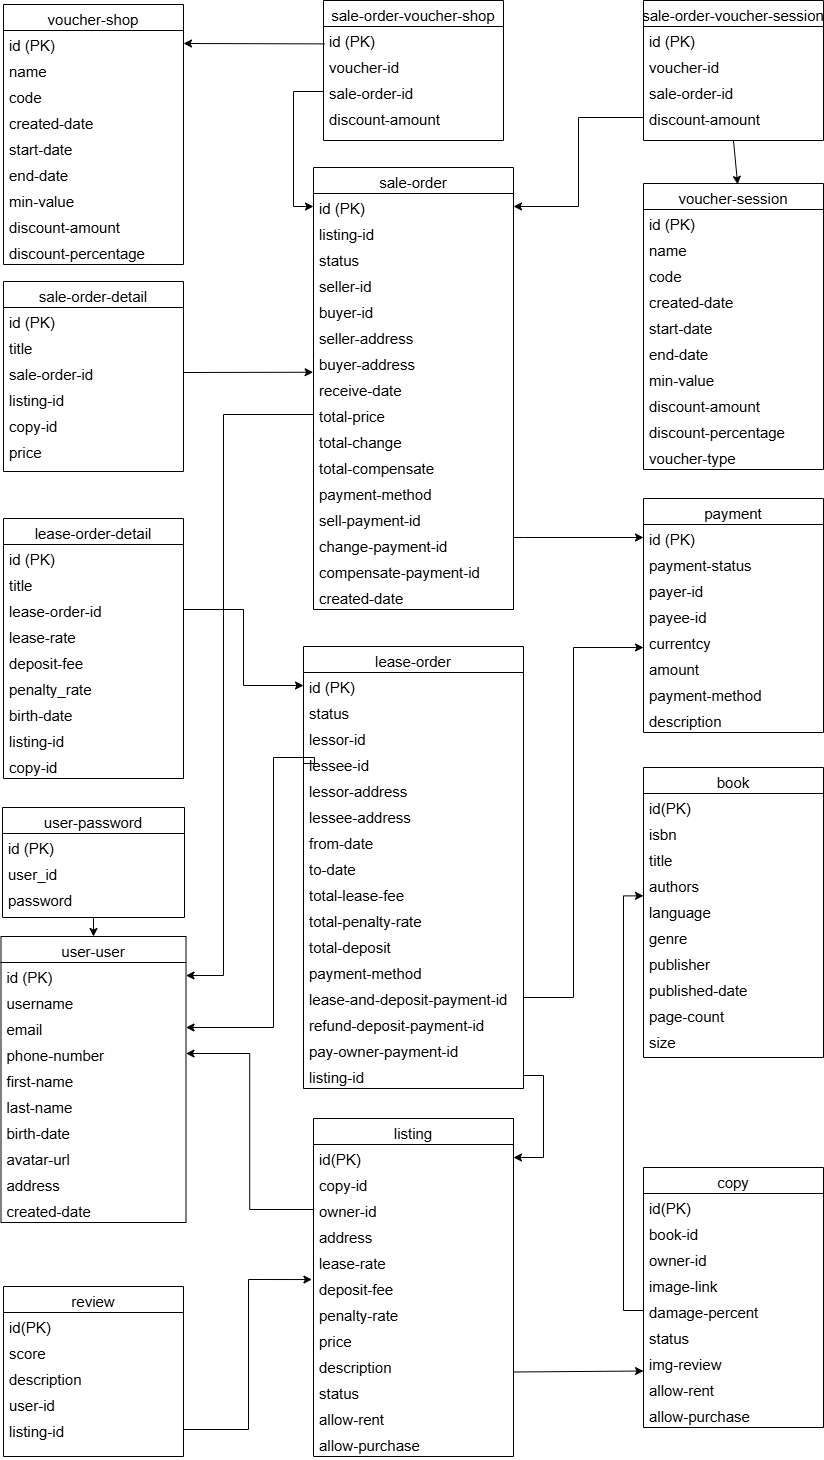 voucher-shop
id (PK)
name
code
created-date
start-date
end-date
min-value
discount-amount
discount-percentage
sale-order-voucher-shop
id (PK)
voucher-id
sale-order-id
discount-amount
sale-order-voucher-session
id (PK)
voucher-id
sale-order-id
discount-amount
sale-order
id (PK)
listing-id
status
seller-id
buyer-id
seller-address
buyer-address
receive-date
total-price
total-change
total-compensate
payment-method
sell-payment-id
change-payment-id
compensate-payment-id
created-date
voucher-session
id (PK)
name
code
created-date
start-date
end-date
min-value
discount-amount
discount-percentage
voucher-type
sale-order-detail
id (PK)
title
sale-order-id
listing-id
copy-id
price
payment
id (PK)
payment-status
payer-id
payee-id
currentcy
amount
payment-method
description
lease-order-detail
id (PK)
title
lease-order-id
lease-rate
deposit-fee
penalty_rate
birth-date
listing-id
copy-id
lease-order
id (PK)
status
lessor-id
lessee-id
lessor-address
lessee-address
from-date
to-date
total-lease-fee
total-penalty-rate
total-deposit
payment-method
lease-and-deposit-payment-id
refund-deposit-payment-id
pay-owner-payment-id
listing-id
book
id(PK)
isbn
title
authors
language
genre
publisher
published-date
page-count
size
user-password
id (PK)
user_id
password
user-user
id (PK)
username
email
phone-number
first-name
last-name
birth-date
avatar-url
address
created-date
listing
id(PK)
copy-id
owner-id
address
lease-rate
deposit-fee
penalty-rate
price
description
status
allow-rent
allow-purchase
copy
id(PK)
book-id
owner-id
image-link
damage-percent
status
img-review
allow-rent
allow-purchase
review
id(PK)
score
description
user-id
listing-id